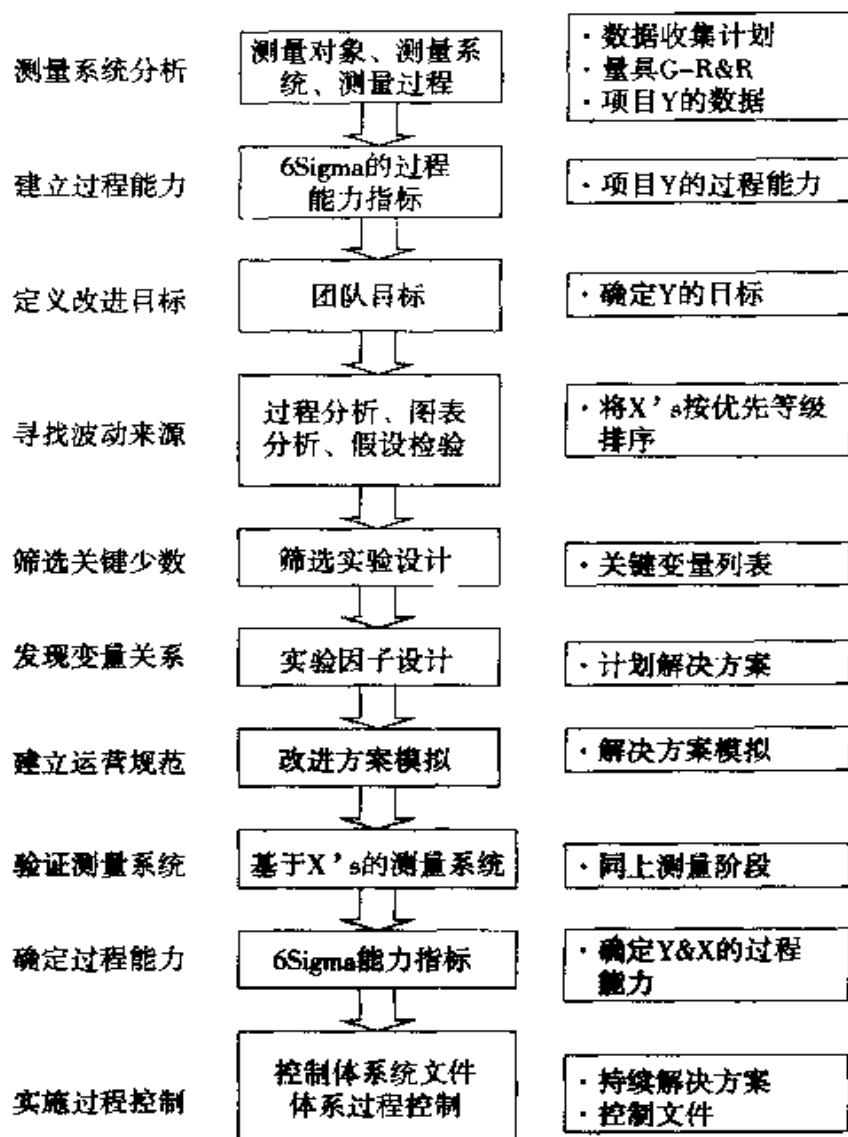 测量系统分析
测量对象、测量系
统、测量过程
· 数据收集计划
· 量具G-R&R
· 项目Y的数据
建立过程能力
6Sigma的过程
能力指标
· 项目Y的过程能力
定义改进目标
团队目标
· 确定Y的目标
寻找波动来源
过程分析、图表
分析、假设检验
· 将X's按优先等级
排序
筛选关键少数
筛选实验设计
· 关键变量列表
发现变量关系
实验因子设计
· 计划解决方案
建立运营规范
改进方案模拟
· 解决方案模拟
验证测量系统
基于X's的测量系统
· 同上测量阶段
确定过程能力
6Sigma能力指标
· 确定Y&X的过程
能力
实施过程控制
控制体系统文件
体系过程控制
· 持续解决方案
· 控制文件